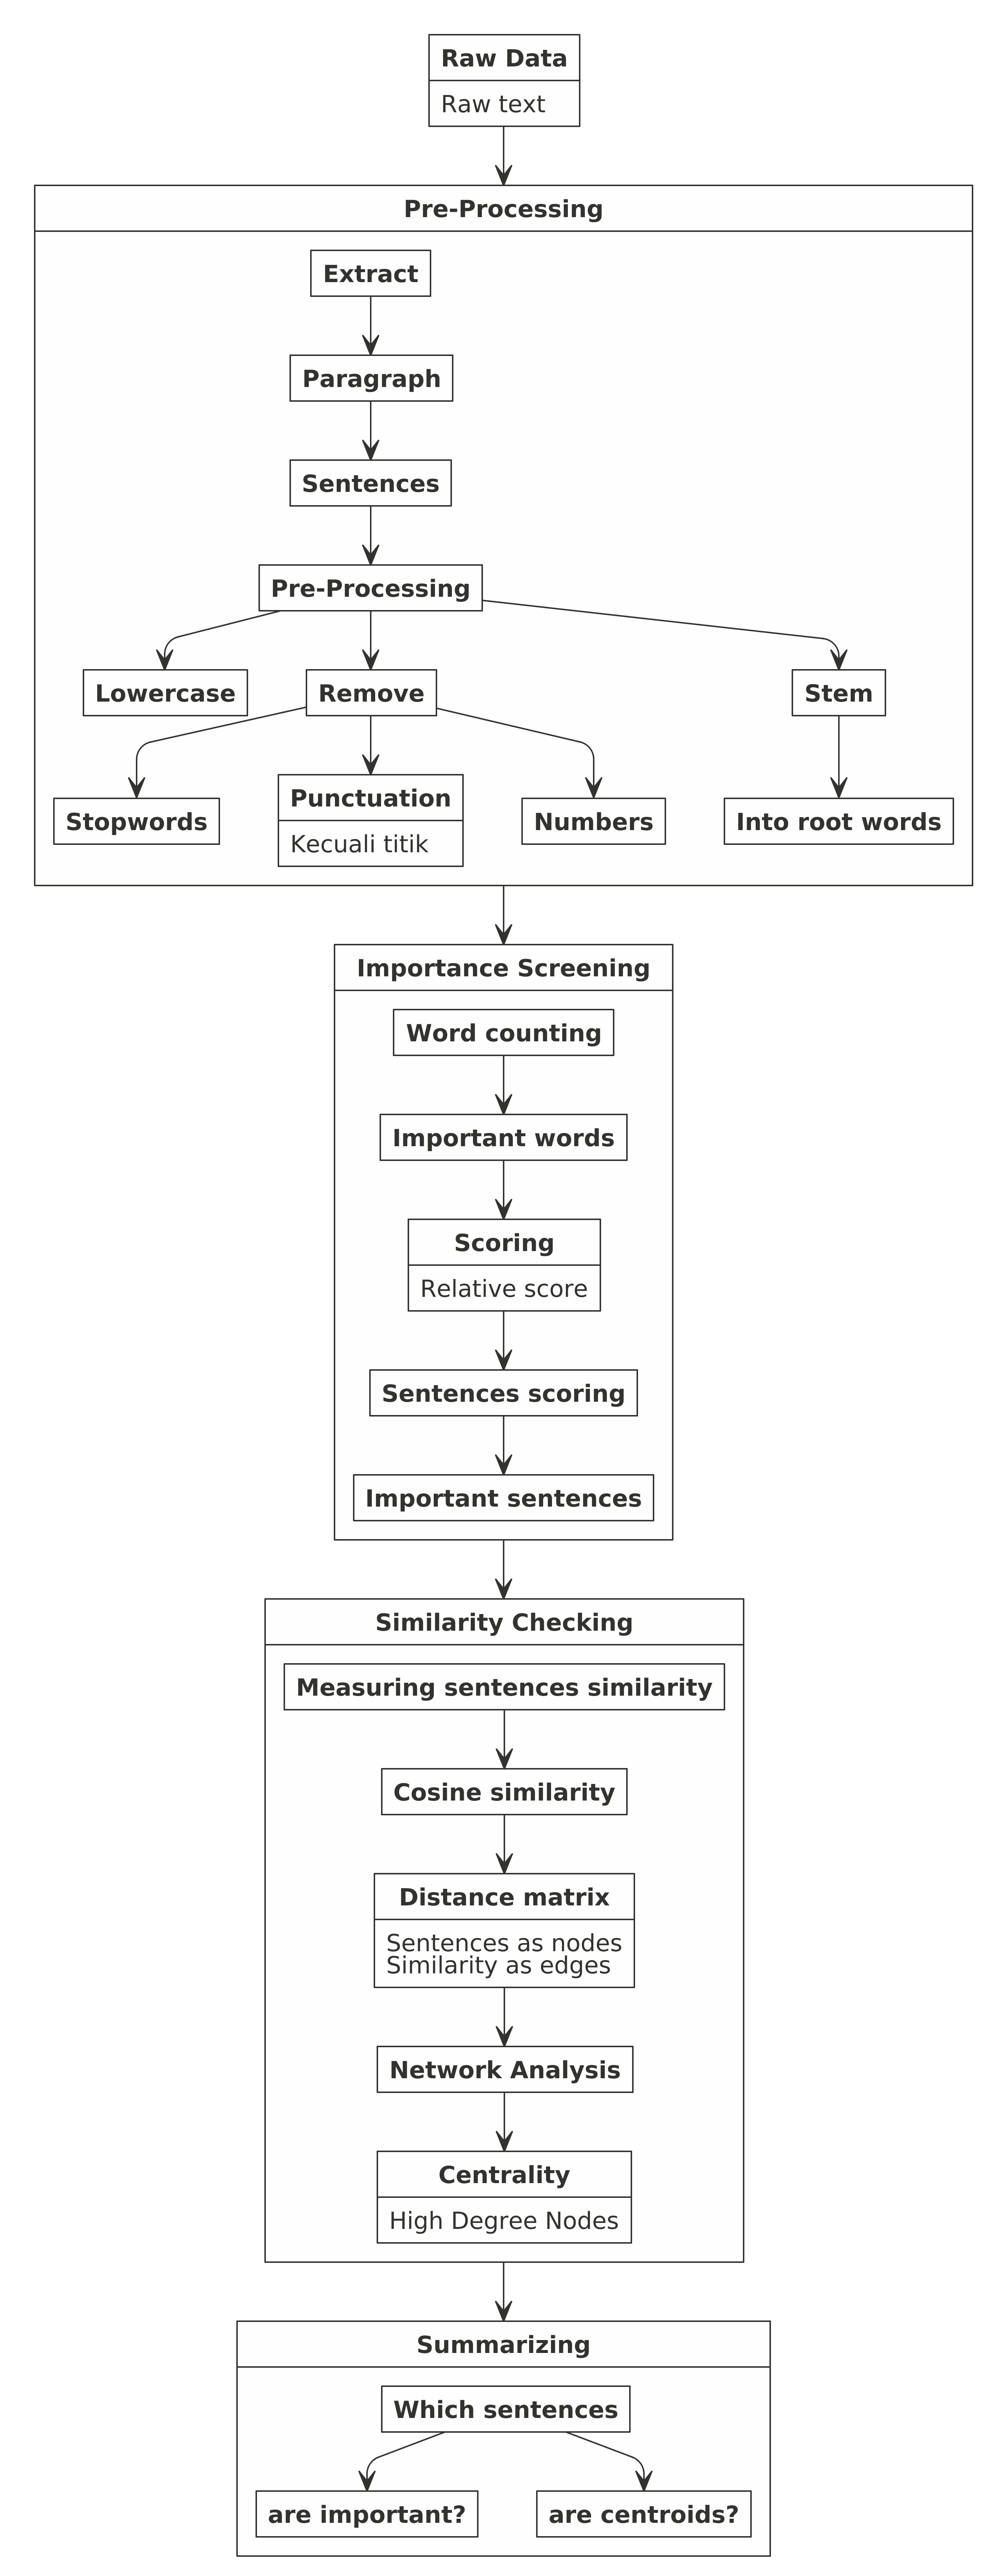 Raw Data
Raw text
Pre-Processing
Extract
Paragraph
Sentences
Pre-Processing
Lowercase
Remove
Stem
Stopwords
Punctuation
Kecuali titik
Numbers
Into root words
Importance Screening
Word counting
Important words
Scoring
Relative score
Sentences scoring
Important sentences
Similarity Checking
Measuring sentences similarity
Cosine similarity
Distance matrix
Sentences as nodes
Similarity as edges
Network Analysis
Centrality
High Degree Nodes
Summarizing
Which sentences
are important?
are centroids?